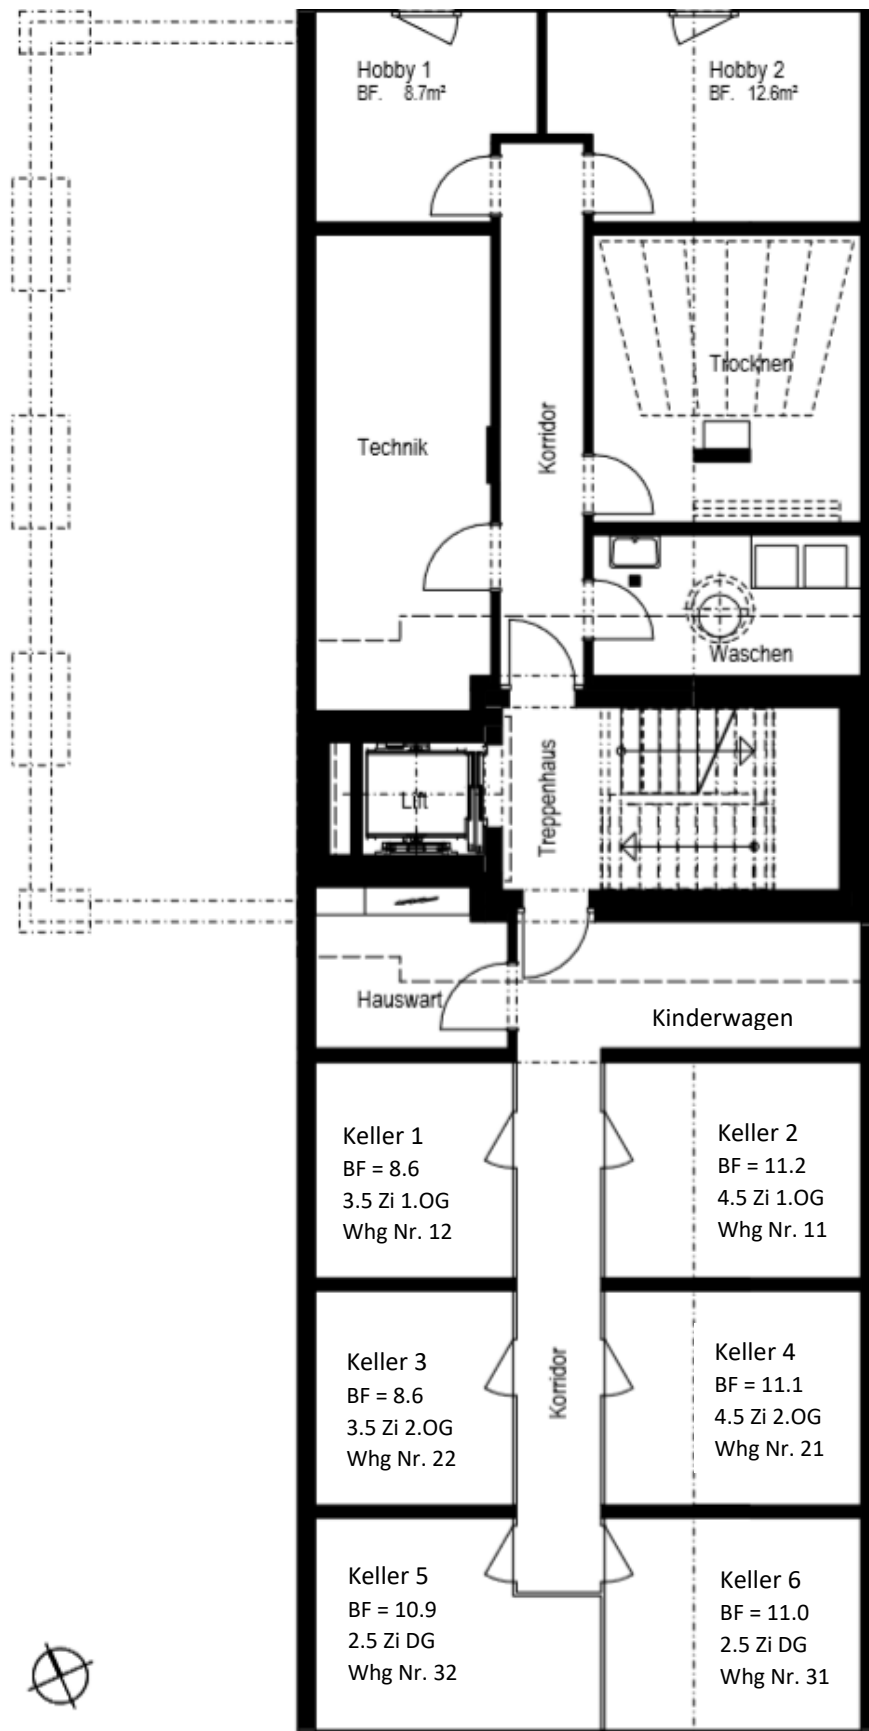 Hobby 1
BF. 8.7m²
Hobby 2
BF. 12.6m²
Trocknen
Technik
Korridor
Waschen
Treppenhaus
Lift
Hauswart
Kinderwagen
Keller 1
BF = 8.6
3.5 Zi 1.OG
Whg Nr. 12
Keller 2
BF = 11.2
4.5 Zi 1.OG
Whg Nr. 11
Keller 3
BF = 8.6
3.5 Zi 2.OG
Whg Nr. 22
Korridor
Keller 4
BF = 11.1
4.5 Zi 2.OG
Whg Nr. 21
Keller 5
BF = 10.9
2.5 Zi DG
Whg Nr. 32
Keller 6
BF = 11.0
2.5 Zi DG
Whg Nr. 31